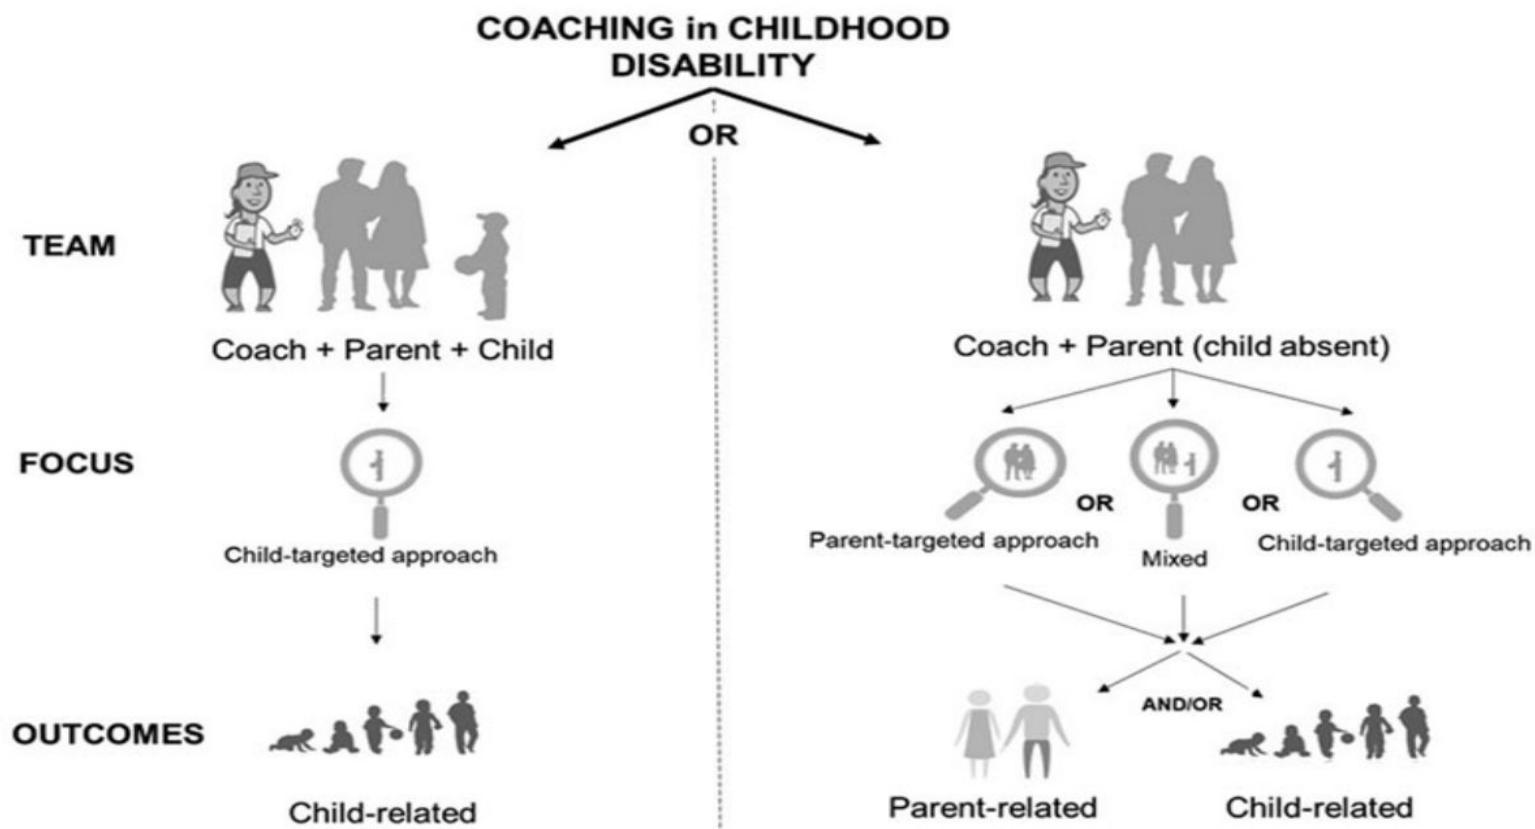 COACHING in CHILDHOOD
DISABILITY
OR
TEAM
Coach + Parent + Child
Coach + Parent (child absent)
FOCUS
OR
OR
Child-targeted approach
Parent-targeted approach
Mixed
Child-targeted approach
AND/OR
OUTCOMES
Child-related
Parent-related
Child-related